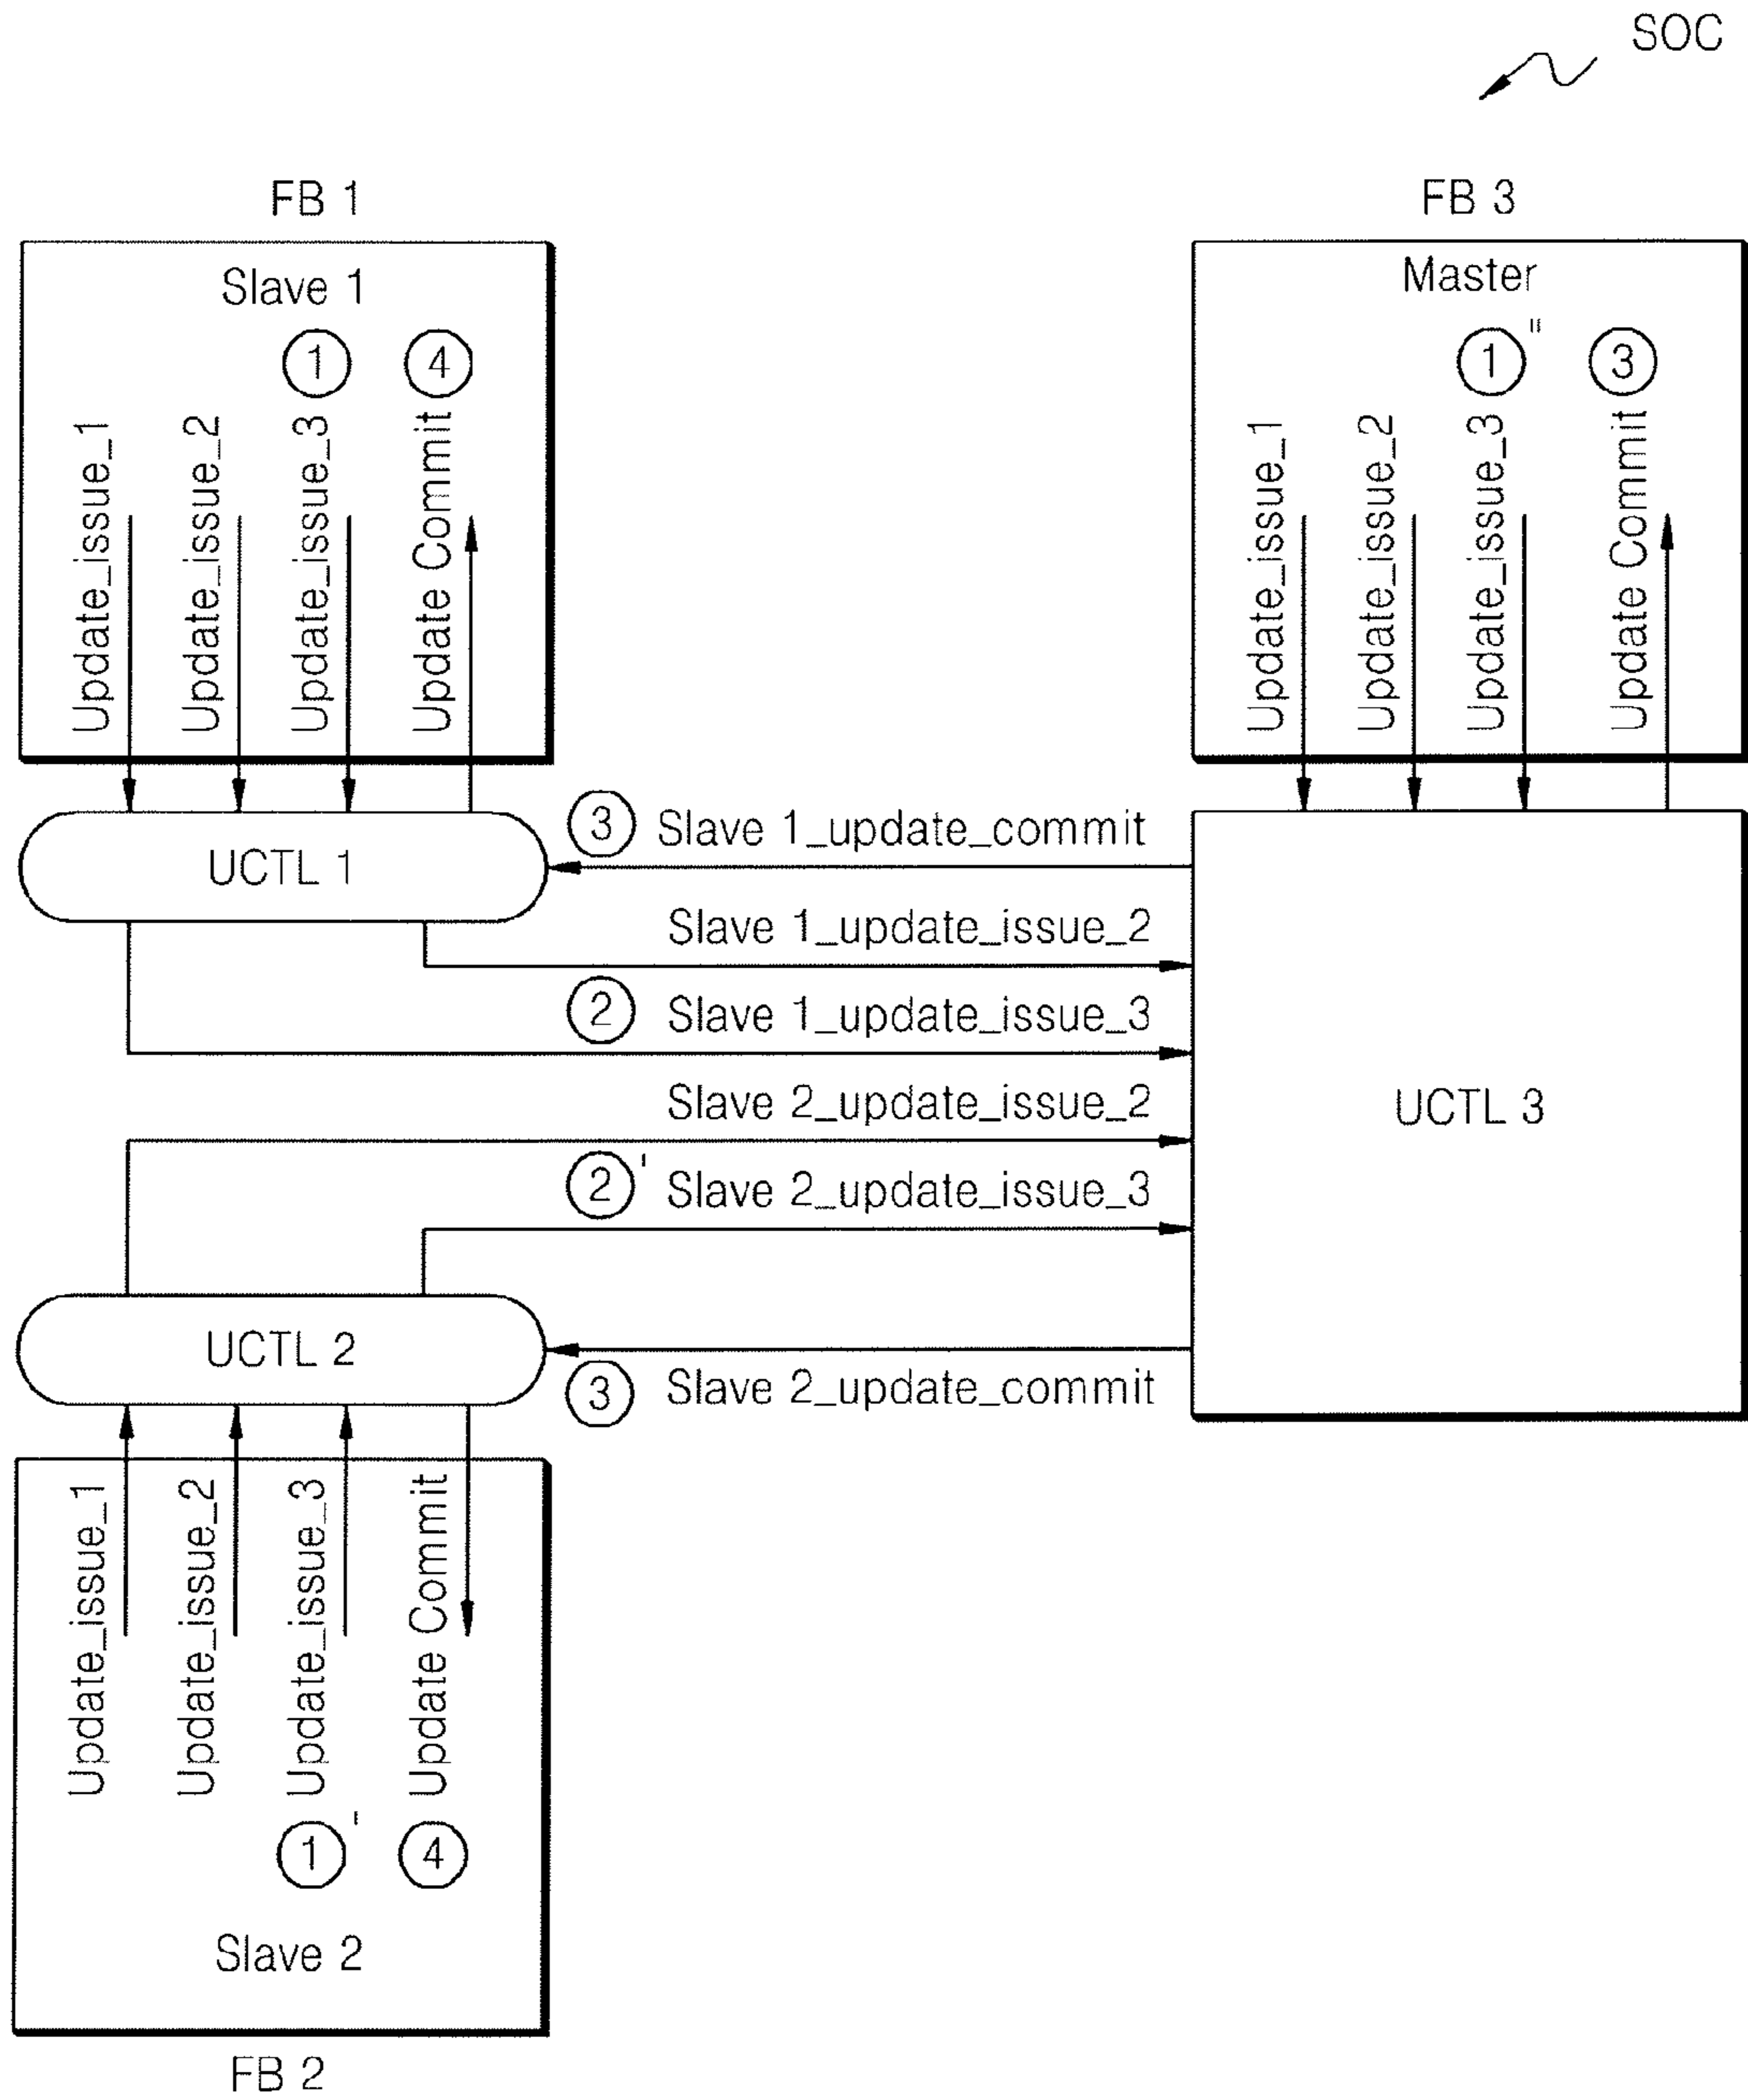 SOC
FB 1
FB 3
Slave 1
① ④
Update_issue_1
Update_issue_2
Update_issue_3
Update Commit
Master
①" ③
Update_issue_1
Update_issue_2
Update_issue_3
Update Commit
UCTL 1
③ Slave 1_update_commit
Slave 1_update_issue_2
② Slave 1_update_issue_3
Slave 2_update_issue_2
②' Slave 2_update_issue_3
UCTL 3
UCTL 2
③ Slave 2_update_commit
Update_issue_1
Update_issue_2
Update_issue_3
Update Commit
①' ④
Slave 2
FB 2